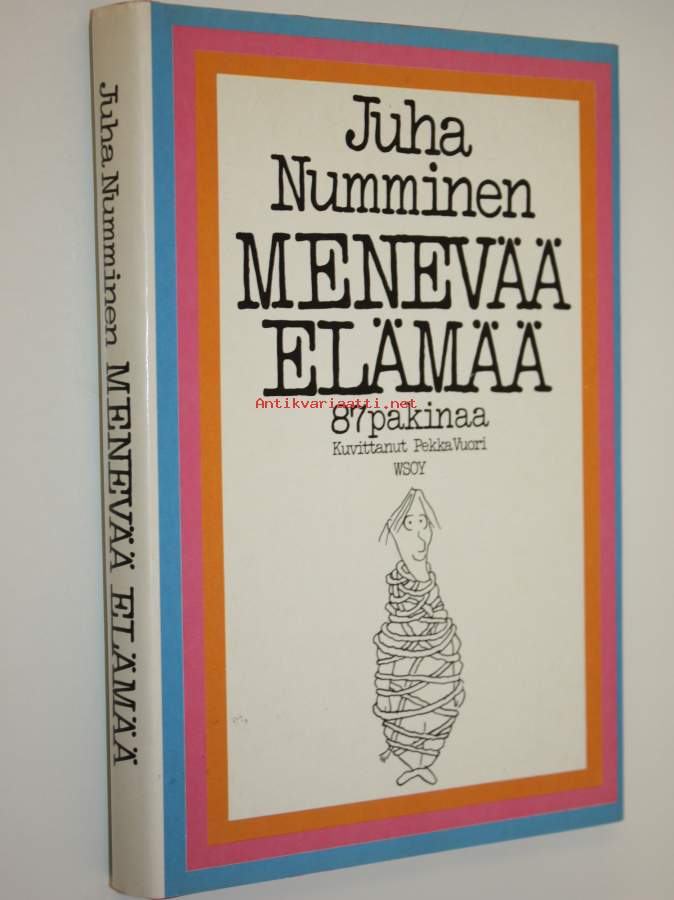 Juha Numminen MENEVÄÄ ELÄMÄÄ
Juha
Numminen
MENEVÄÄ
ELÄMÄÄ
Antikvariaatti.net
87 pakinaa
Kuvittanut Pekka Vuori
WSOY